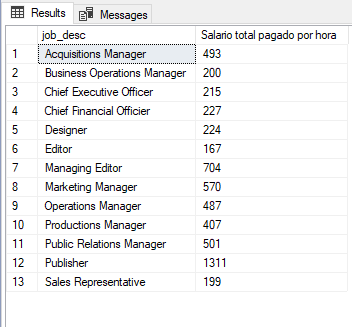 Results Messages
job_desc Salario total pagado por hora
1 Acquisitions Manager 493
2 Business Operations Manager 200
3 Chief Executive Officer 215
4 Chief Financial Officier 227
5 Designer 224
6 Editor 167
7 Managing Editor 704
8 Marketing Manager 570
9 Operations Manager 487
10 Productions Manager 407
11 Public Relations Manager 501
12 Publisher 1311
13 Sales Representative 199